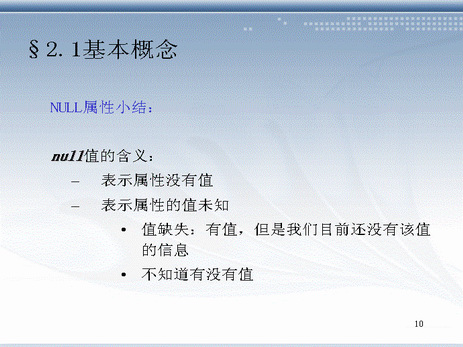 §2.1基本概念
NULL属性小结：
null值的含义：
– 表示属性没有值
– 表示属性的值未知
• 值缺失：有值，但是我们目前还没有该值
的信息
• 不知道有没有值
10